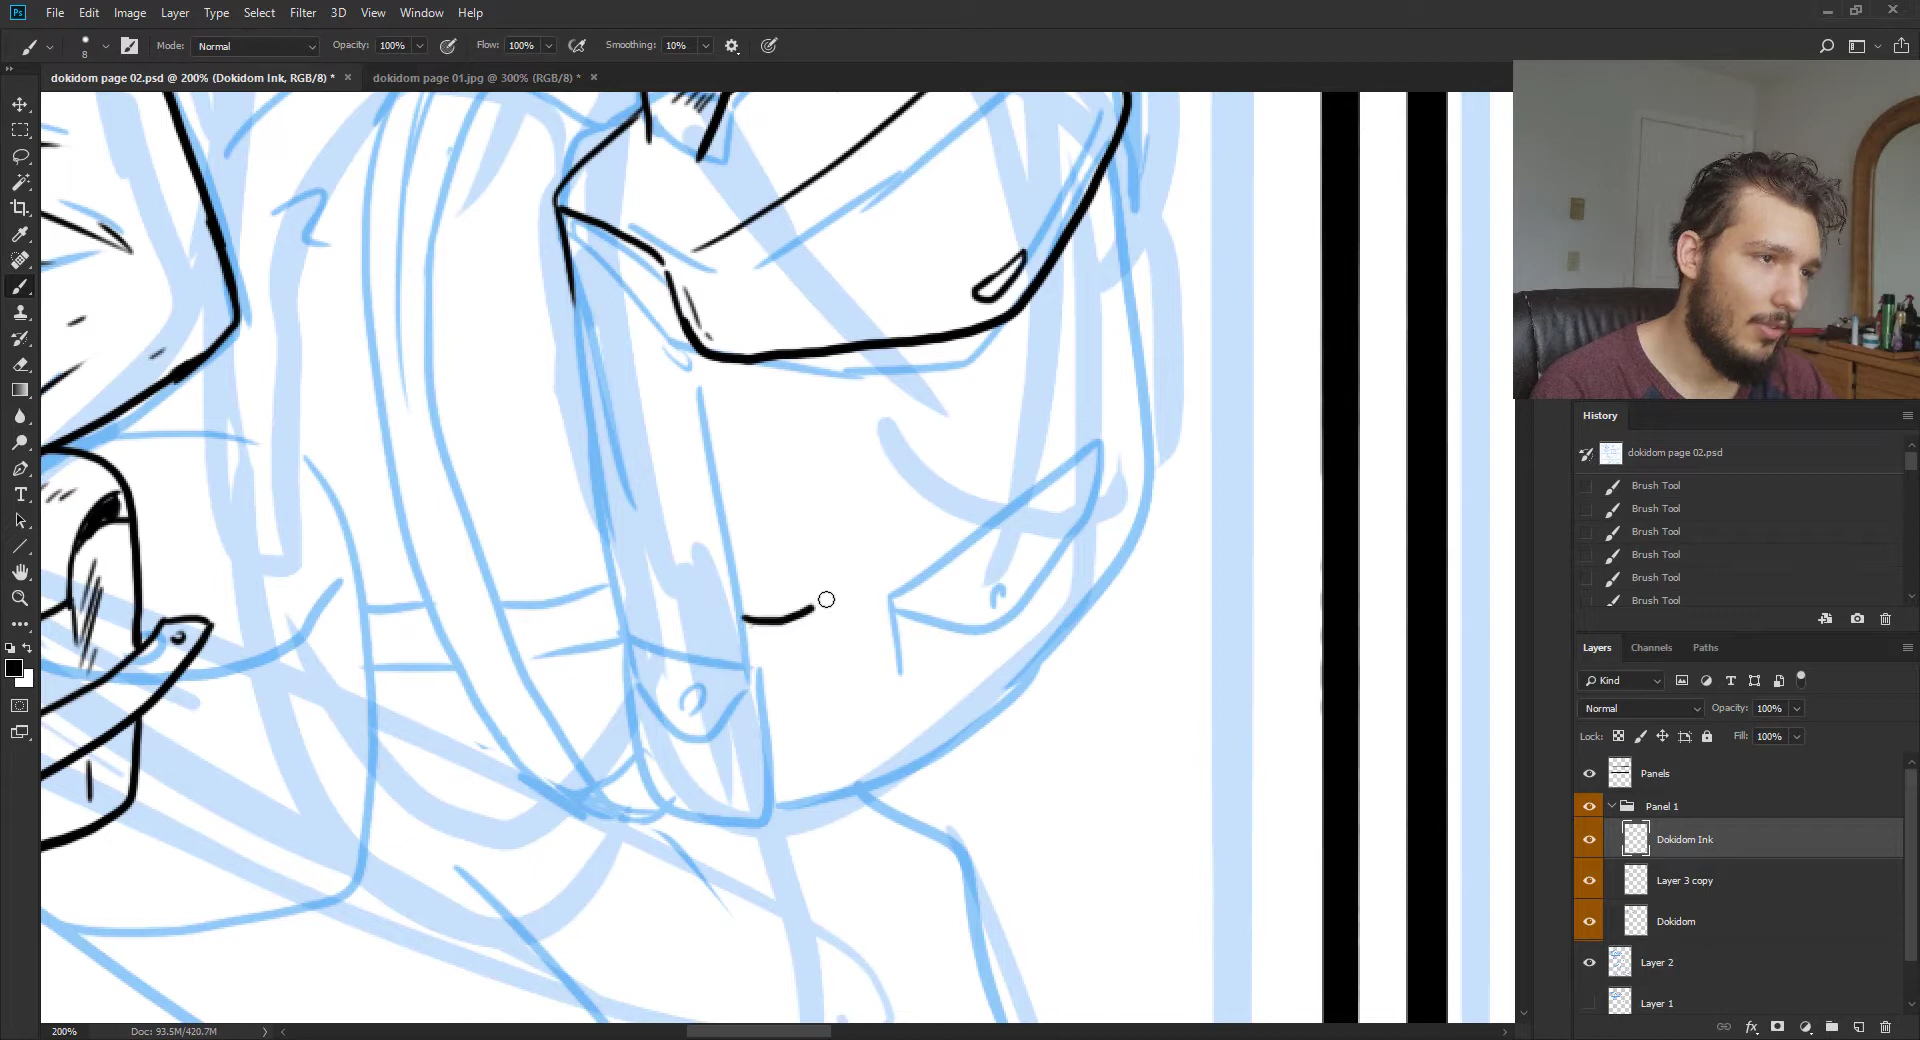 Ps File Edit Image Layer Type Select Filter 3D View Window Help
8 Mode: Normal Opacity: 100% Flow: 100% Smoothing: 10%
dokidom page 02.psd @ 200% (Dokidom Ink, RGB/8) * × dokidom page 01.jpg @ 300% (RGB/8) * ×
History
dokidom page 02.psd
Brush Tool
Brush Tool
Brush Tool
Brush Tool
Brush Tool
Brush Tool
Layers Channels Paths
Kind
Normal Opacity: 100%
Lock: Fill: 100%
Panels
Panel 1
Dokidom Ink
Layer 3 copy
Dokidom
Layer 2
Layer 1
fx
200% Doc: 93.5M/420.7M